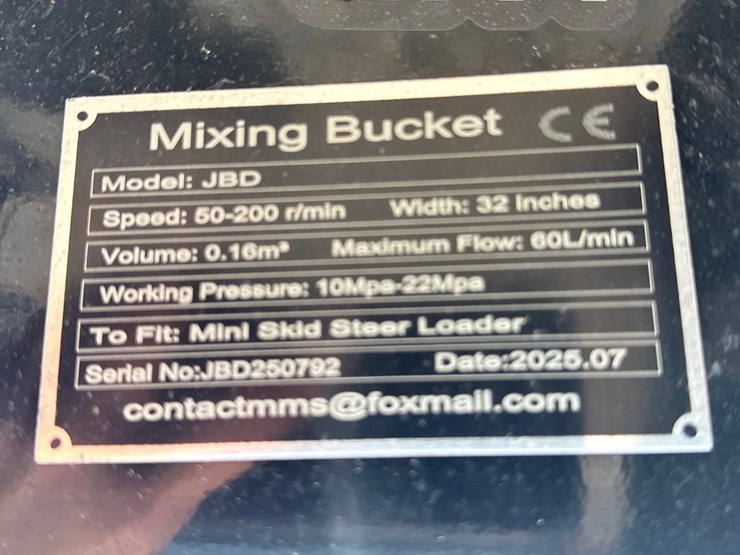 Mixing Bucket CE
Model: JBD
Speed: 50-200 r/min Width: 32 inches
Volume: 0.16m³ Maximum Flow: 60L/min
Working Pressure: 10Mpa-22Mpa
To Fit: Mini Skid Steer Loader
Serial No:JBD250792 Date:2025.07
contactmms@foxmail.com